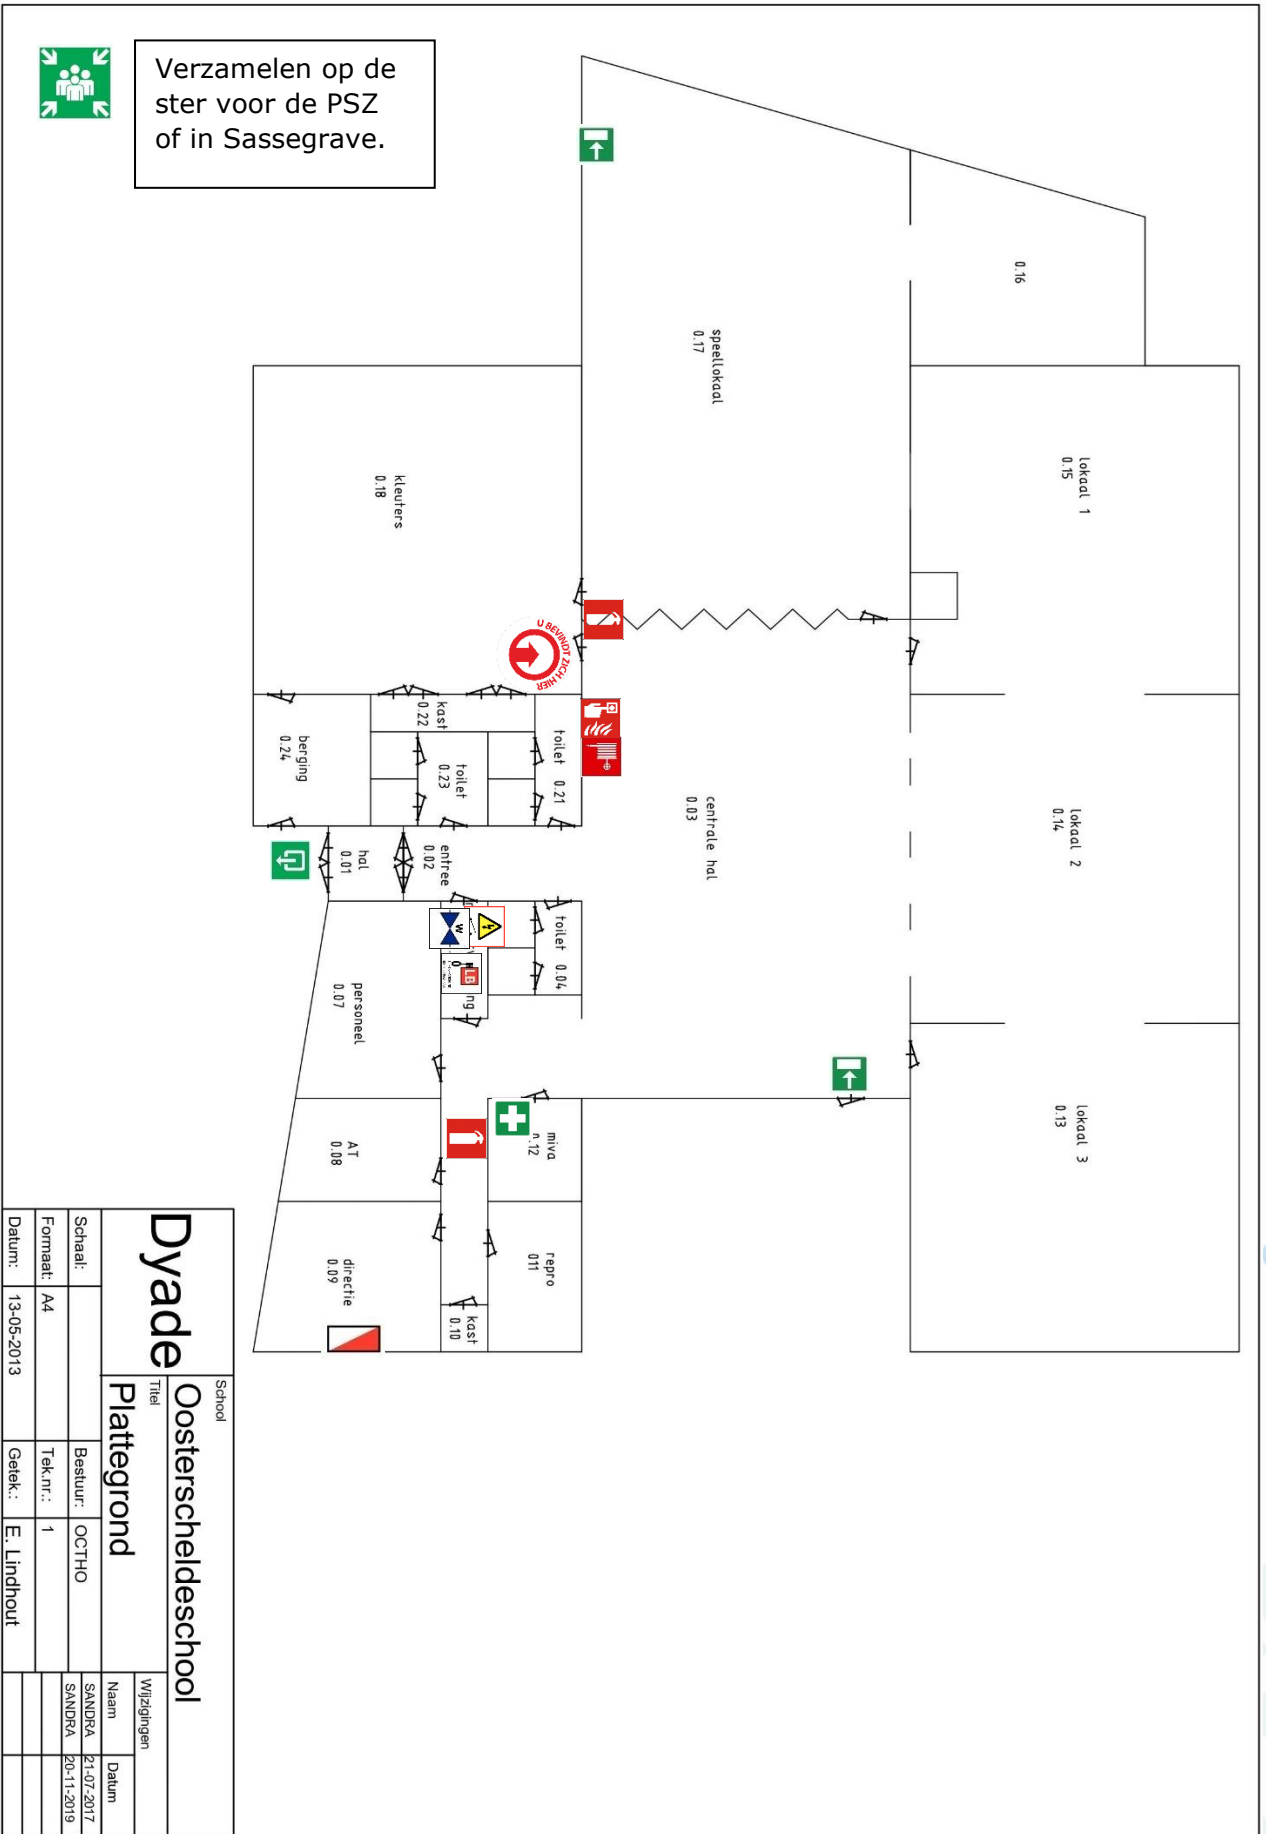 Verzamelen op de
ster voor de PSZ
of in Sassegrave.
0.16
speellokaal
0.17
lokaal 1
0.15
kleuters
0.18
U BEVINDT ZICH HIER
kast
0.22
toilet 0.21
berging
0.24
toilet
0.23
centrale hal
0.03
lokaal 2
0.14
hal
0.01
entree
0.02
toilet 0.04
W
ng
personeel
0.07
lokaal 3
0.13
miva
0.12
AT
0.08
repro
011
directie
0.09
kast
0.10
Dyade
School
Oosterscheldeschool
Titel
Plattegrond
Wijzigingen
Naam Datum
SANDRA 21-07-2017
SANDRA 20-11-2019
Schaal:
Bestuur: OCTHO
Formaat: A4
Tek.nr.: 1
Datum: 13-05-2013
Getek.: E. Lindhout